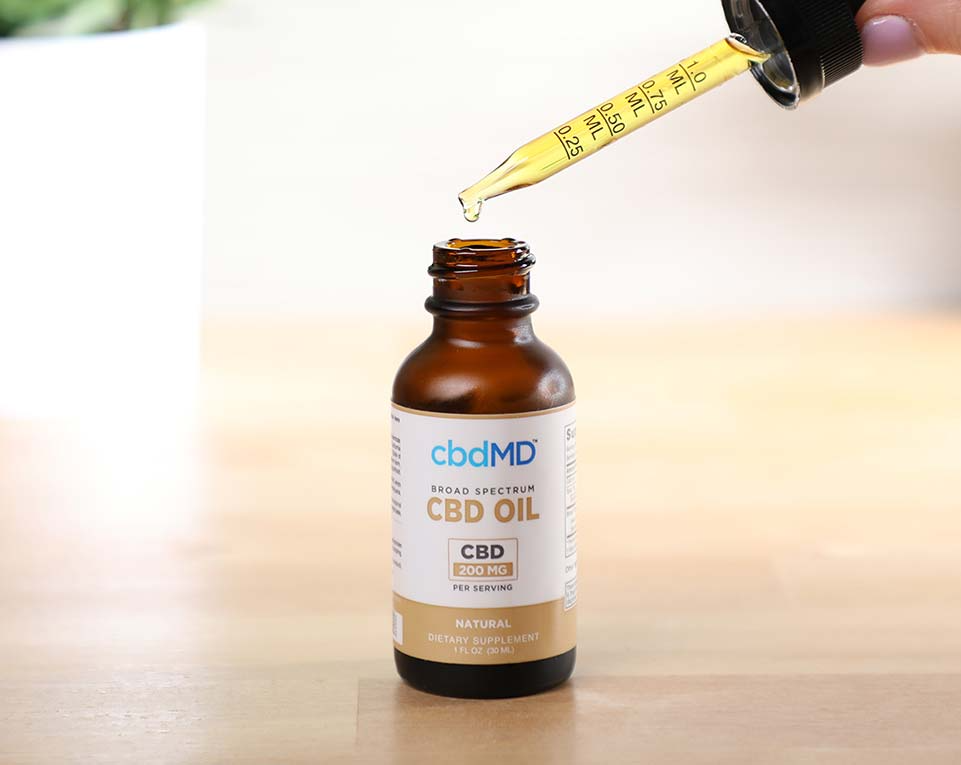 1.0
ML
0.75
ML
0.50
ML
0.25
cbdMD™
BROAD SPECTRUM
CBD OIL
CBD
200 MG
PER SERVING
NATURAL
DIETARY SUPPLEMENT
1 FL OZ (30 ML)